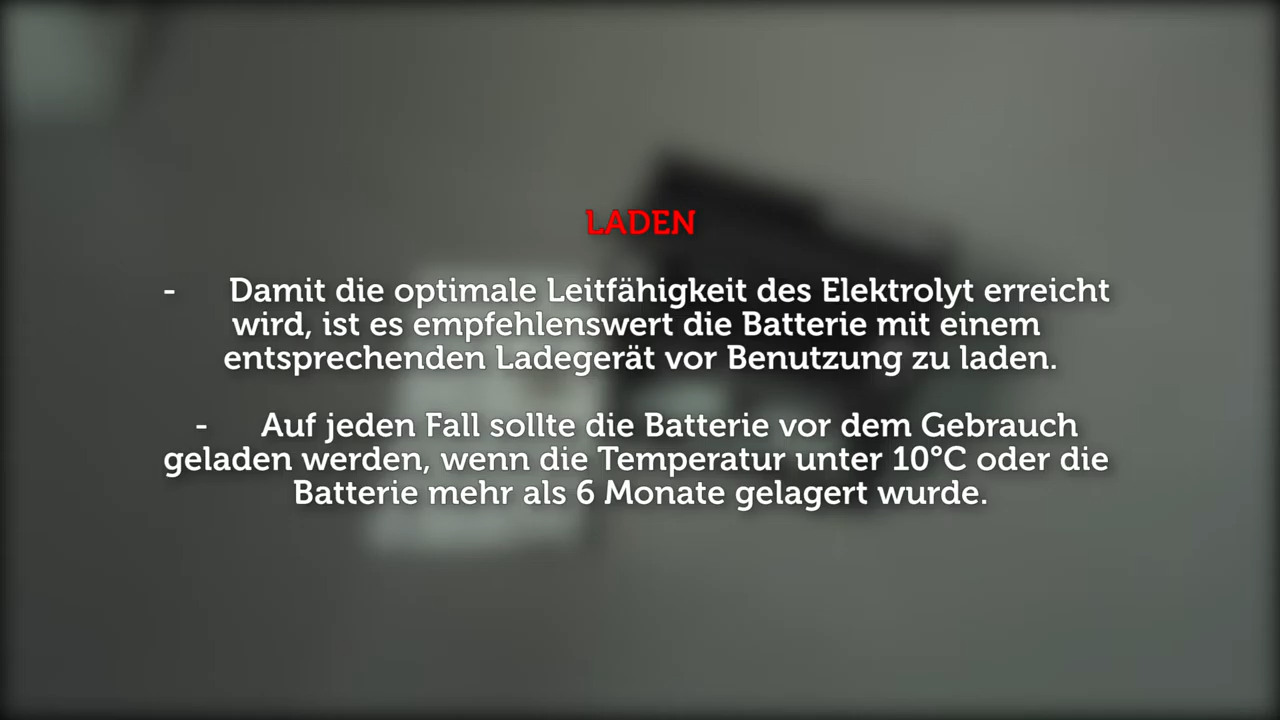 LADEN
- Damit die optimale Leitfähigkeit des Elektrolyt erreicht
wird, ist es empfehlenswert die Batterie mit einem
entsprechenden Ladegerät vor Benutzung zu laden.
- Auf jeden Fall sollte die Batterie vor dem Gebrauch
geladen werden, wenn die Temperatur unter 10°C oder die
Batterie mehr als 6 Monate gelagert wurde.